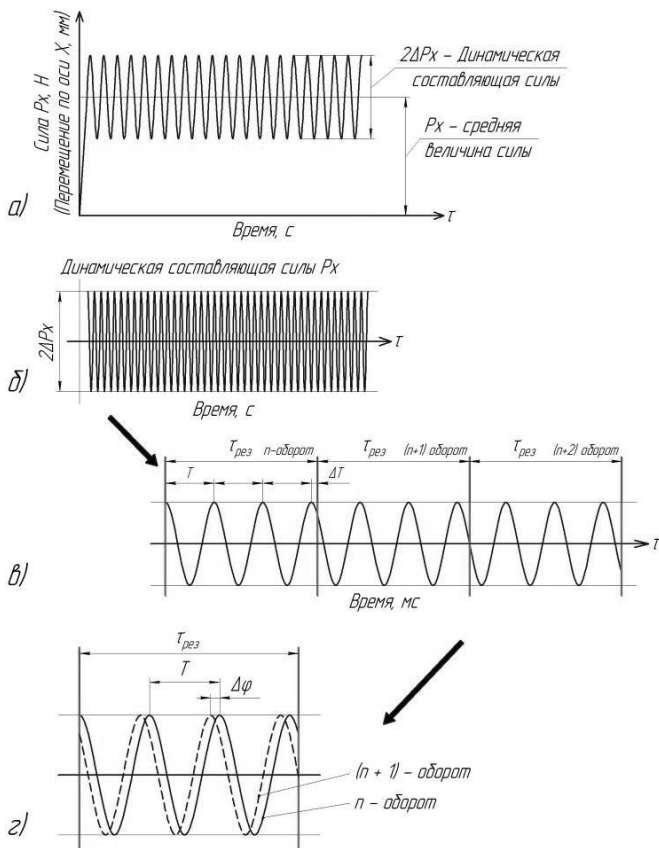 Сила Px, Н
(Перемещение по оси X, мм)
2ΔPx – Динамическая
составляющая силы
Px – средняя
величина силы
а)
τ
Время, с
Динамическая составляющая силы Px
2ΔPx
τ
б)
Время, с
τрез n-оборот
τрез (n+1) оборот
τрез (n+2) оборот
T
ΔT
τ
в)
Время, мс
τрез
T
Δφ
(n + 1) – оборот
n – оборот
г)